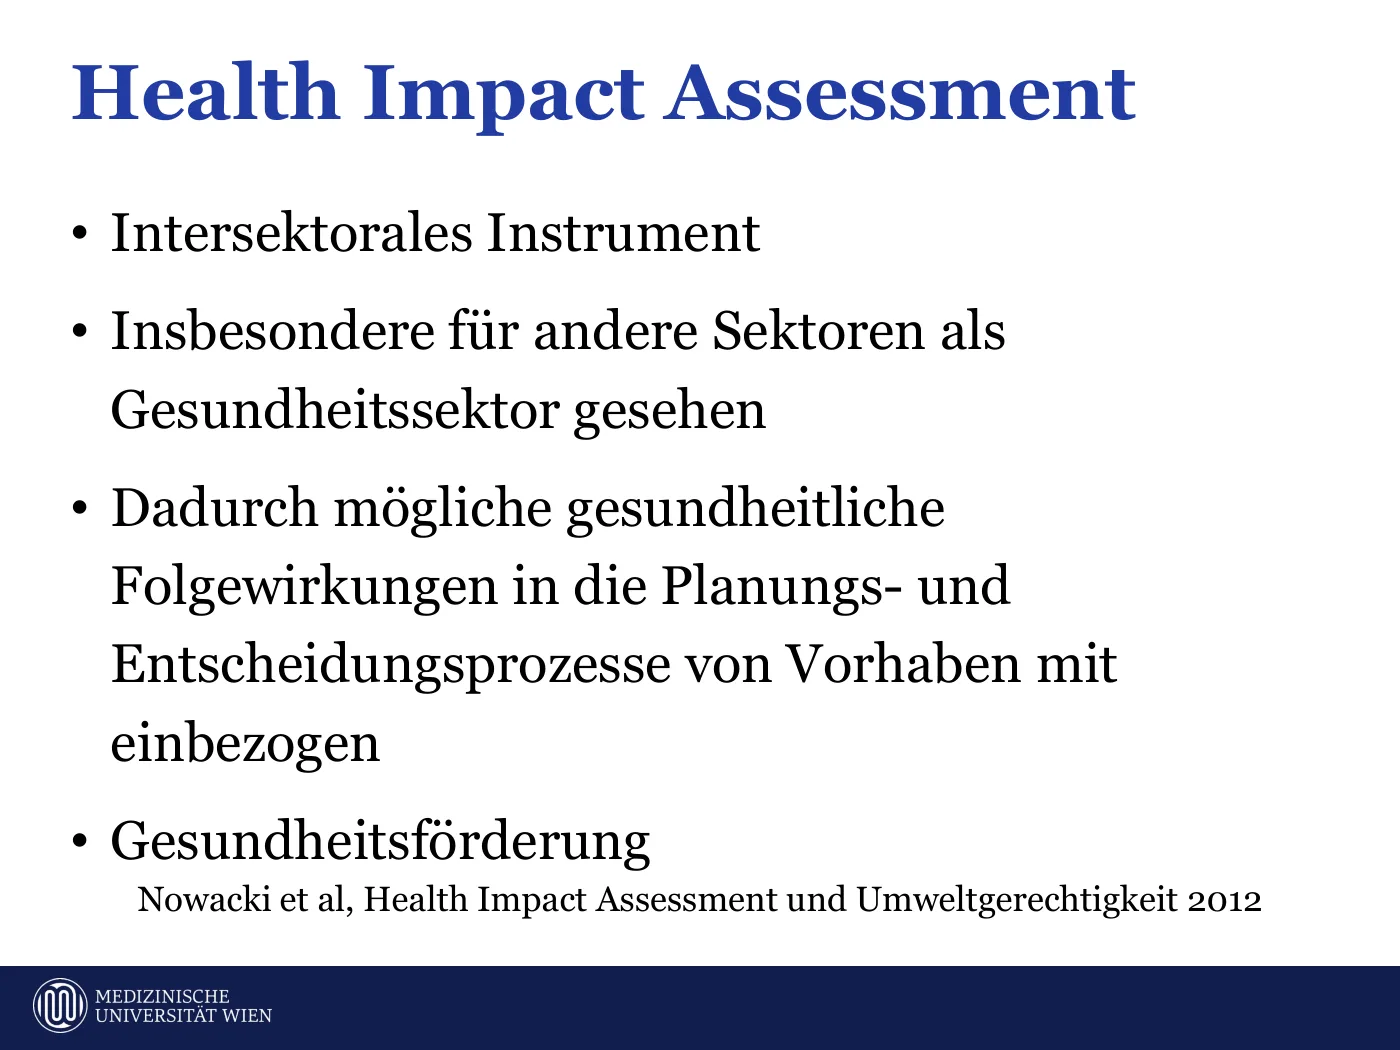 Health Impact Assessment
• Intersektorales Instrument
• Insbesondere für andere Sektoren als
Gesundheitssektor gesehen
• Dadurch mögliche gesundheitliche
Folgewirkungen in die Planungs- und
Entscheidungsprozesse von Vorhaben mit
einbezogen
• Gesundheitsförderung
Nowacki et al, Health Impact Assessment und Umweltgerechtigkeit 2012
MEDIZINISCHE
UNIVERSITÄT WIEN